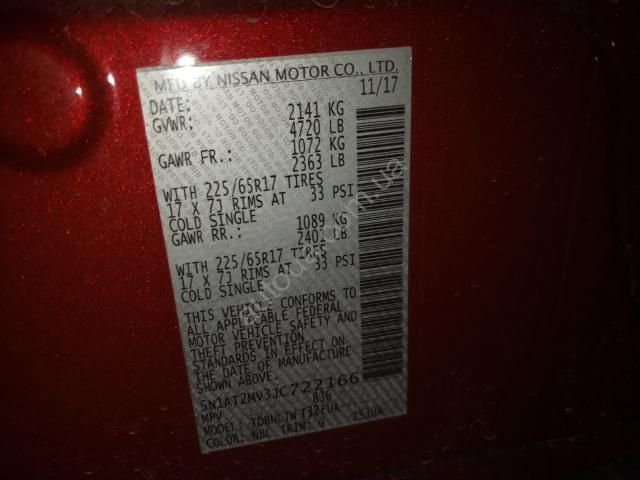 MFD BY NISSAN MOTOR CO., LTD.
DATE: 11/17
GVWR: 2141 KG
4720 LB
GAWR FR.: 1072 KG
2363 LB
WITH 225/65R17 TIRES
17 X 7J RIMS AT 33 PSI
COLD SINGLE
GAWR RR.: 1089 KG
2401 LB
WITH 225/65R17 TIRES
17 X 7J RIMS AT 33 PSI
COLD SINGLE
THIS VEHICLE CONFORMS TO
ALL APPLICABLE FEDERAL
MOTOR VEHICLE SAFETY AND
THEFT PREVENTION
STANDARDS IN EFFECT ON
THE DATE OF MANUFACTURE
5N1AT2MV3JC722166
MPV 836
MODEL: TDBNLTWT32EUA-
COLOR: NBL TRIM: G 2530A